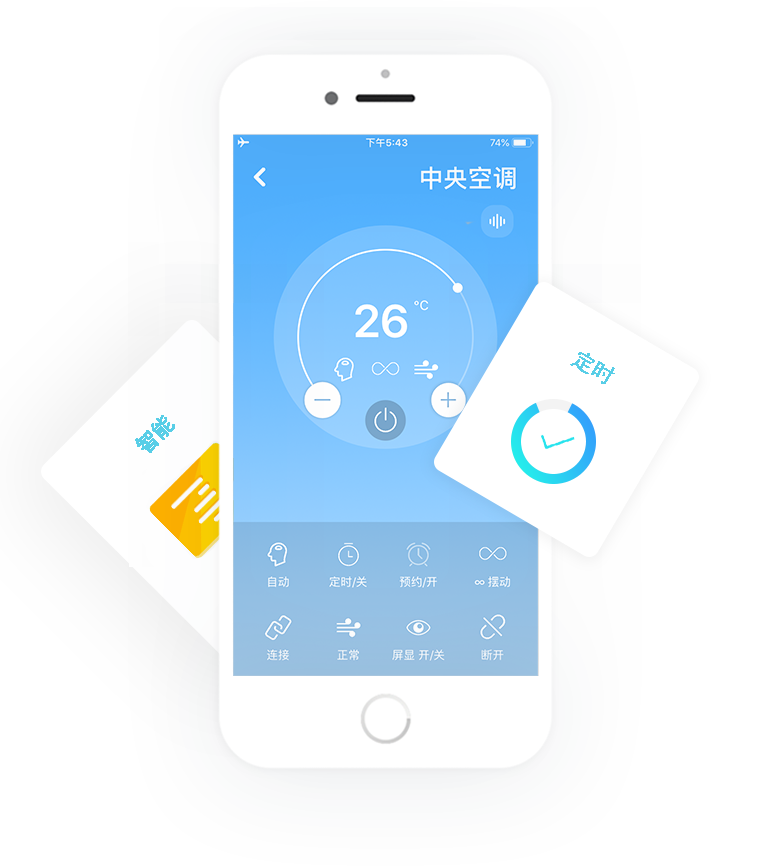 下午5:43
74%
中央空调
26 °C
定时
智能
自动 定时/关 预约/开 ∞ 摆动
连接 正常 屏显 开/关 断开